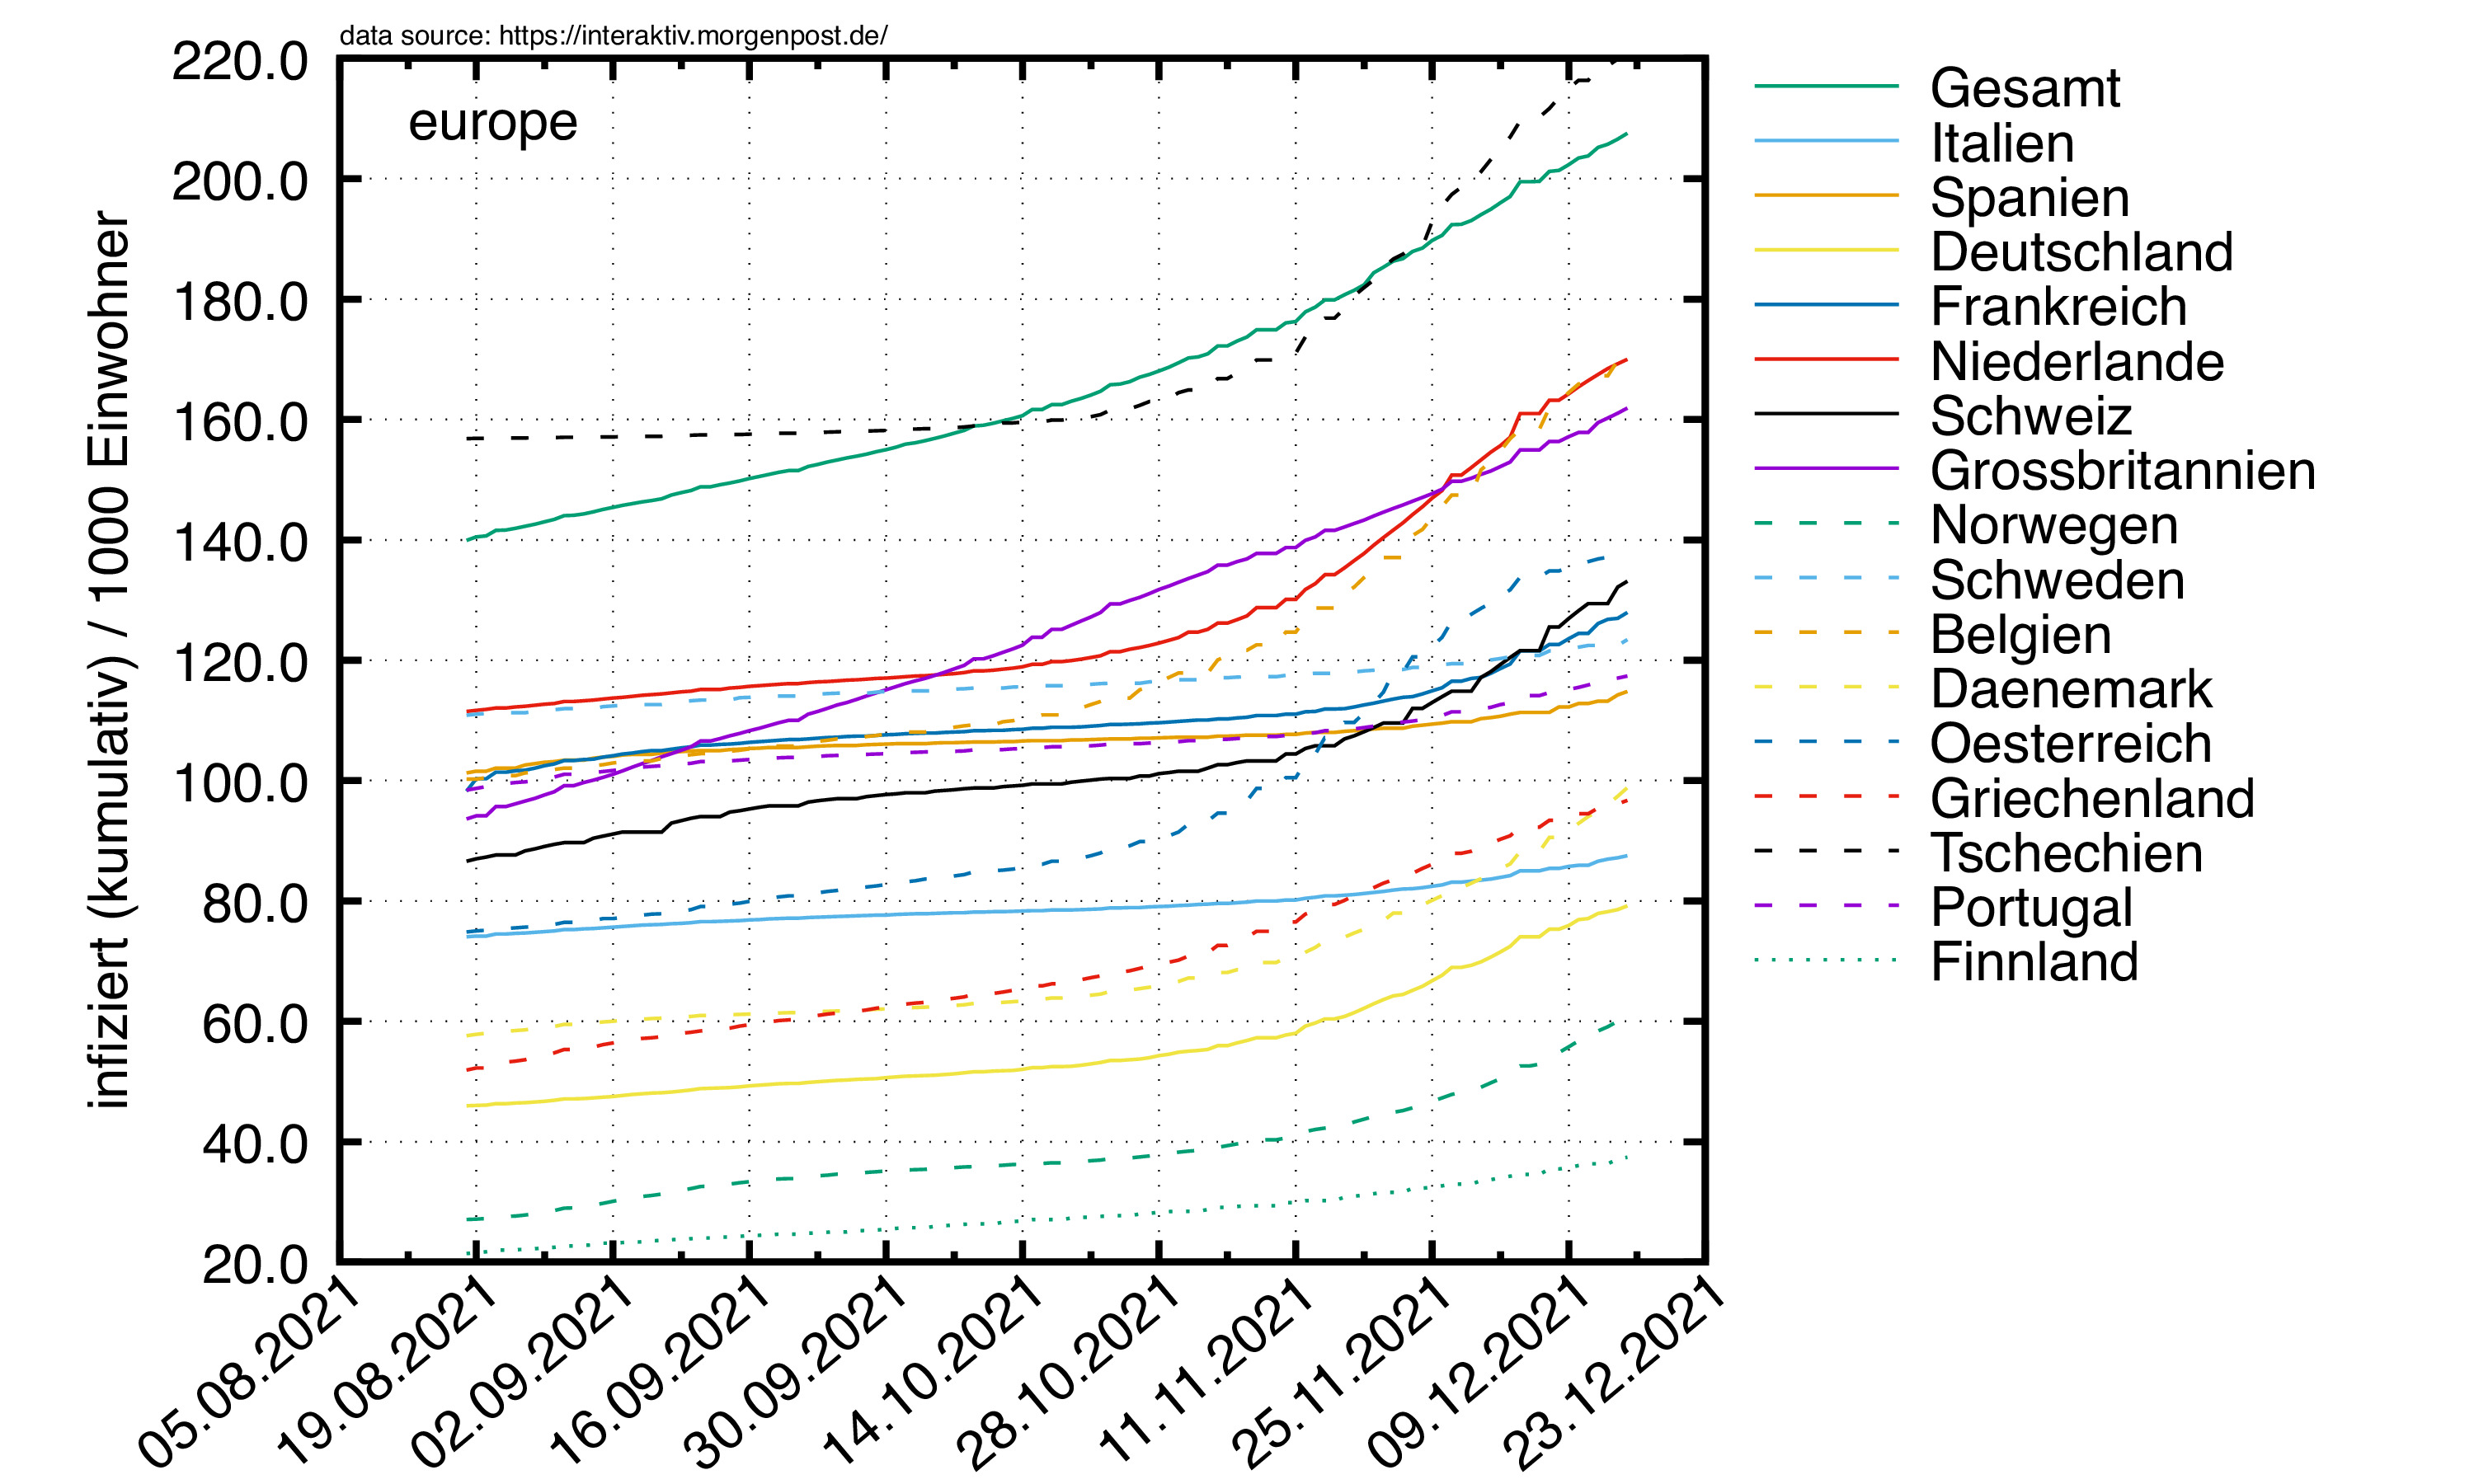 data source: https://interaktiv.morgenpost.de/
europe
infiziert (kumulativ) / 1000 Einwohner
220.0
200.0
180.0
160.0
140.0
120.0
100.0
80.0
60.0
40.0
20.0
05.08.2021
19.08.2021
02.09.2021
16.09.2021
30.09.2021
14.10.2021
28.10.2021
11.11.2021
25.11.2021
09.12.2021
23.12.2021
Gesamt
Italien
Spanien
Deutschland
Frankreich
Niederlande
Schweiz
Grossbritannien
Norwegen
Schweden
Belgien
Daenemark
Oesterreich
Griechenland
Tschechien
Portugal
Finnland